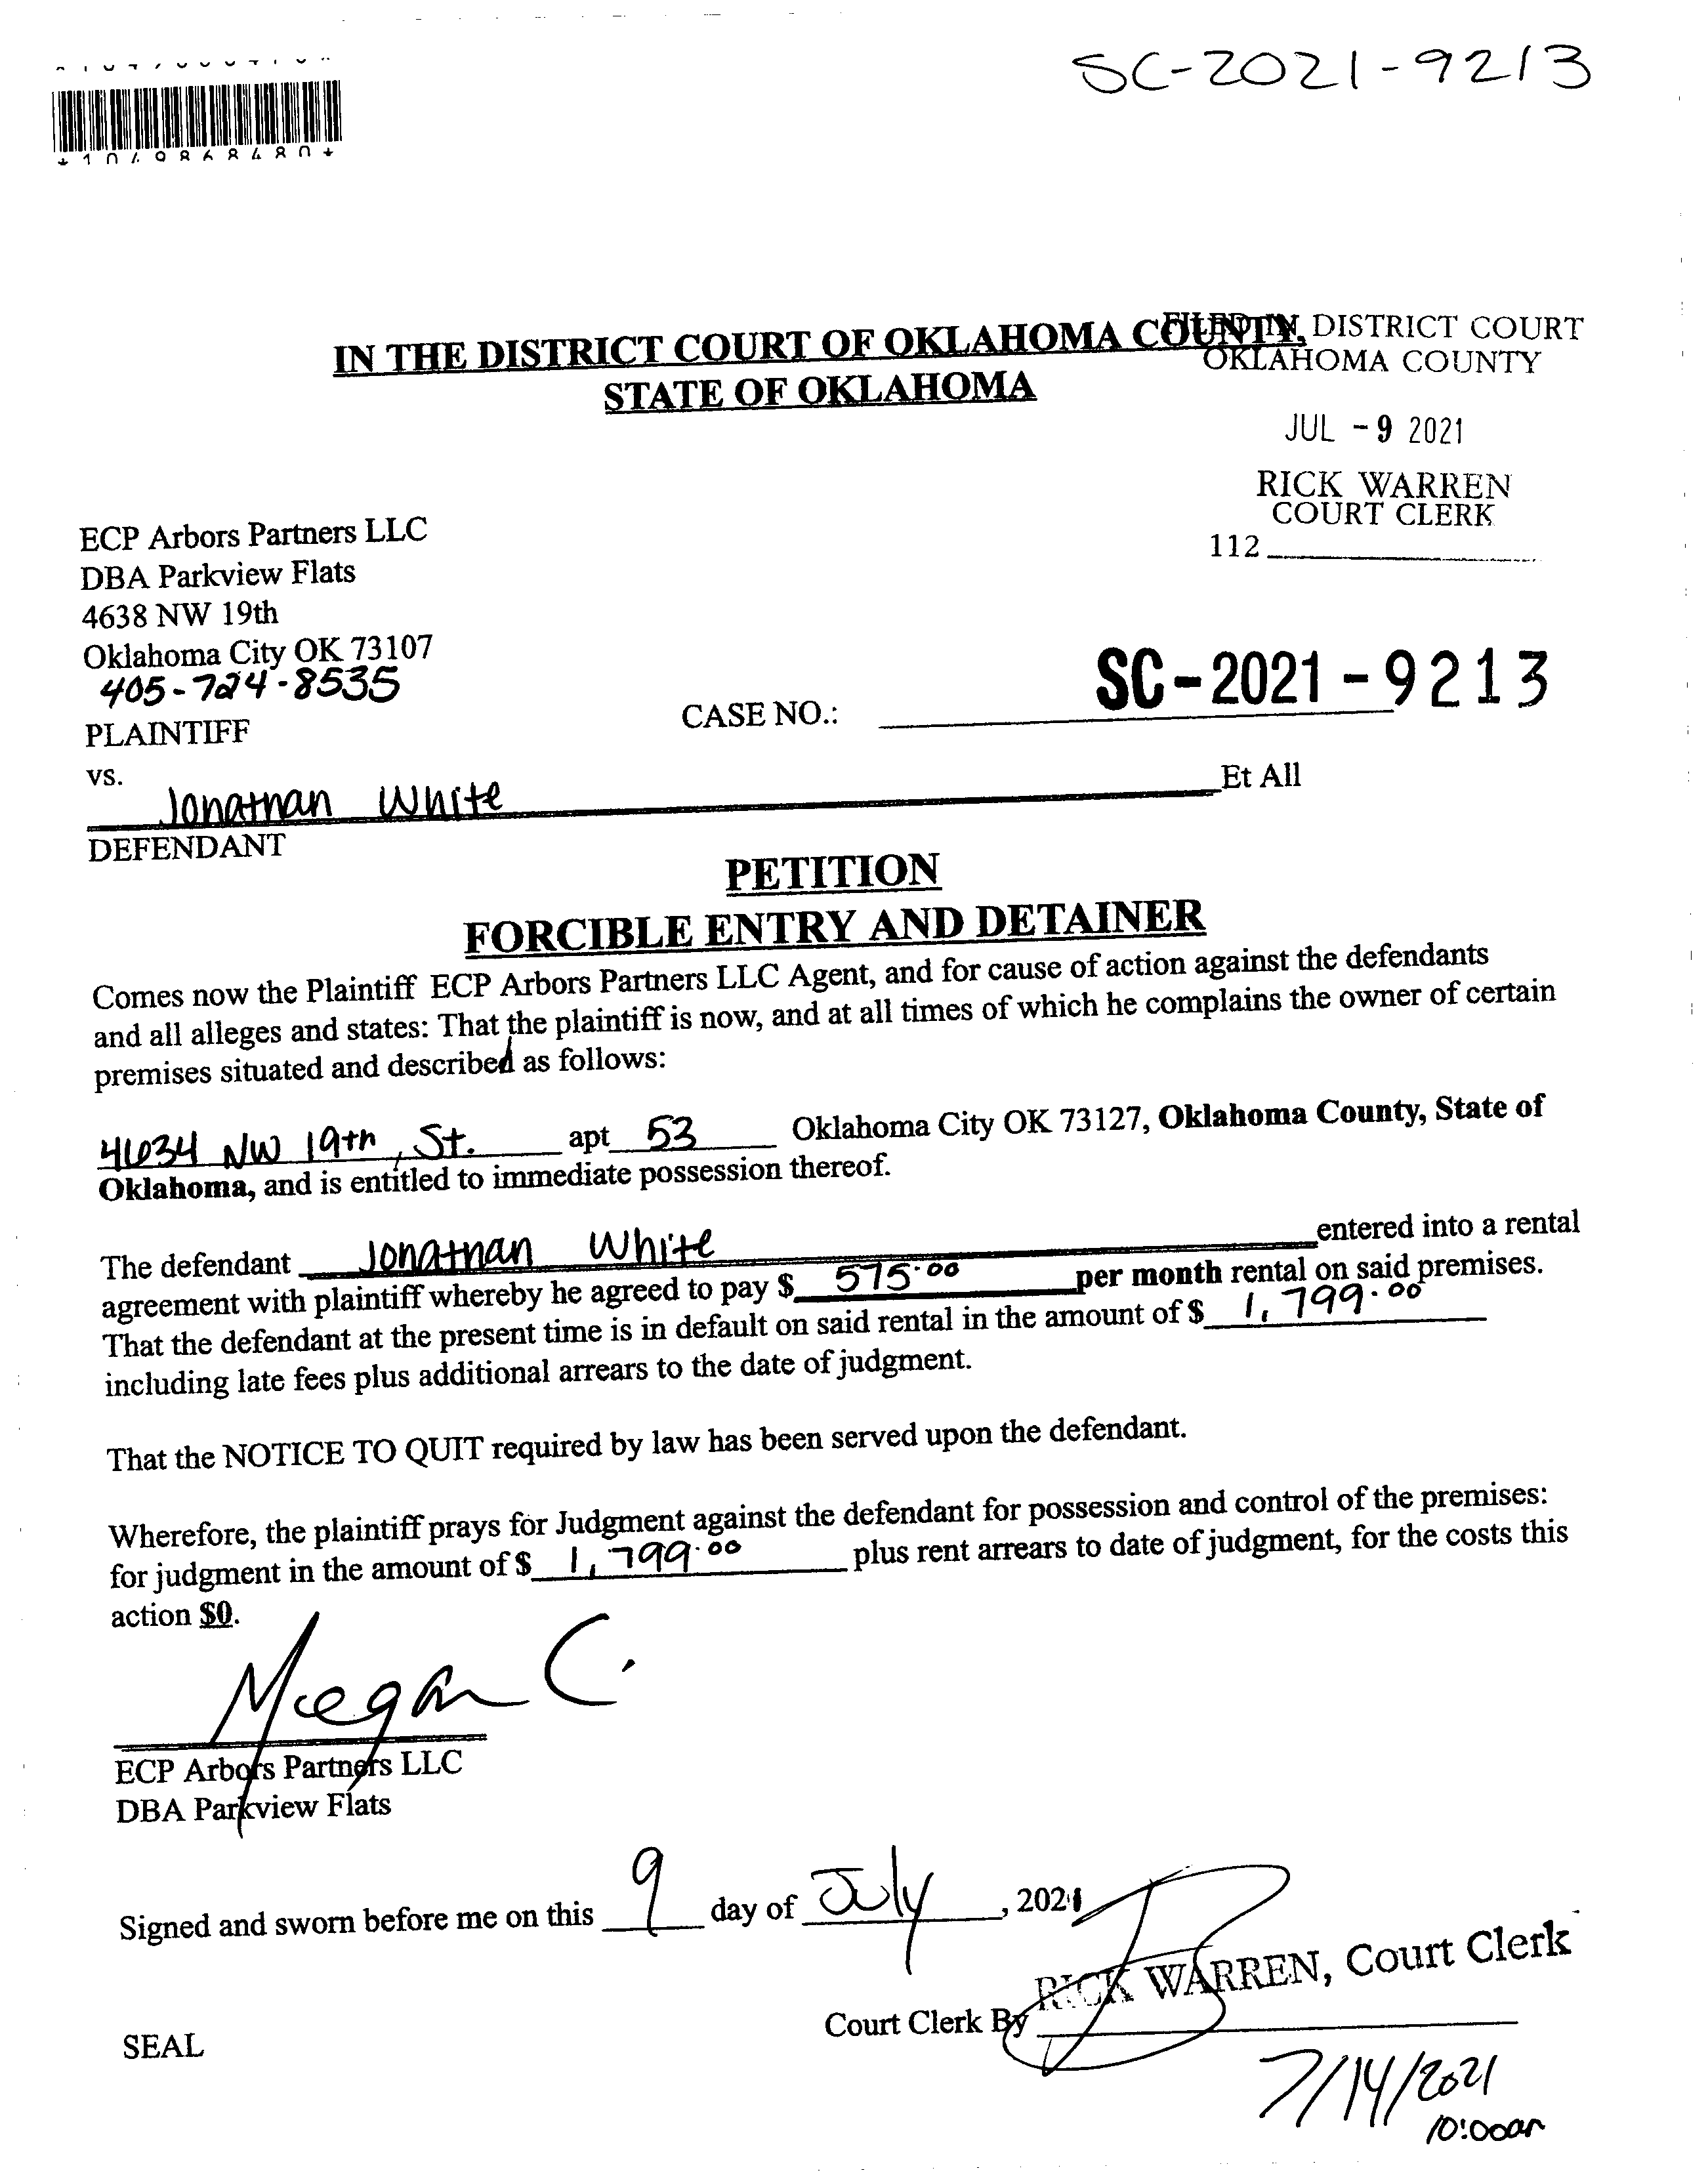 SC-2021-9213
*1049868480*
IN THE DISTRICT COURT OF OKLAHOMA COUNTY,
STATE OF OKLAHOMA
FILED IN DISTRICT COURT
OKLAHOMA COUNTY
JUL - 9 2021
RICK WARREN
COURT CLERK
112
ECP Arbors Partners LLC
DBA Parkview Flats
4638 NW 19th
Oklahoma City OK 73107
405-724-8535
PLAINTIFF
CASE NO.: SC-2021-9213
vs.
Jonathan White Et All
DEFENDANT
PETITION
FORCIBLE ENTRY AND DETAINER
Comes now the Plaintiff ECP Arbors Partners LLC Agent, and for cause of action against the defendants
and all alleges and states: That the plaintiff is now, and at all times of which he complains the owner of certain
premises situated and described as follows:
4634 NW 19th, St. apt 53 Oklahoma City OK 73127, Oklahoma County, State of
Oklahoma, and is entitled to immediate possession thereof.
The defendant Jonathan White entered into a rental
agreement with plaintiff whereby he agreed to pay $ 575.00 per month rental on said premises.
That the defendant at the present time is in default on said rental in the amount of $ 1,799.00
including late fees plus additional arrears to the date of judgment.
That the NOTICE TO QUIT required by law has been served upon the defendant.
Wherefore, the plaintiff prays for Judgment against the defendant for possession and control of the premises:
for judgment in the amount of $ 1,799.00 plus rent arrears to date of judgment, for the costs this
action $0.
Meegan C.
ECP Arbors Partners LLC
DBA Parkview Flats
Signed and sworn before me on this 9 day of July, 2021
RICK WARREN, Court Clerk
Court Clerk By
SEAL
7/14/2021
10:00am